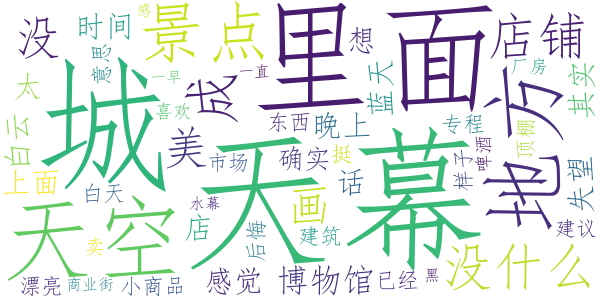 没
时间
感
景点
里面
想
店铺
意思
一早
一直
厂房
城
成
蓝天
地方
其实
太
喜欢
白云
美
东西
晚上
专程
啤酒
顶棚
天幕
市场
确实
挺
样子
失望
上面
白天
水幕
画
话
天空
卖
店
后悔
建筑
建议
没什么
漂亮
商业街
小商品
感觉
博物馆
已经
黑